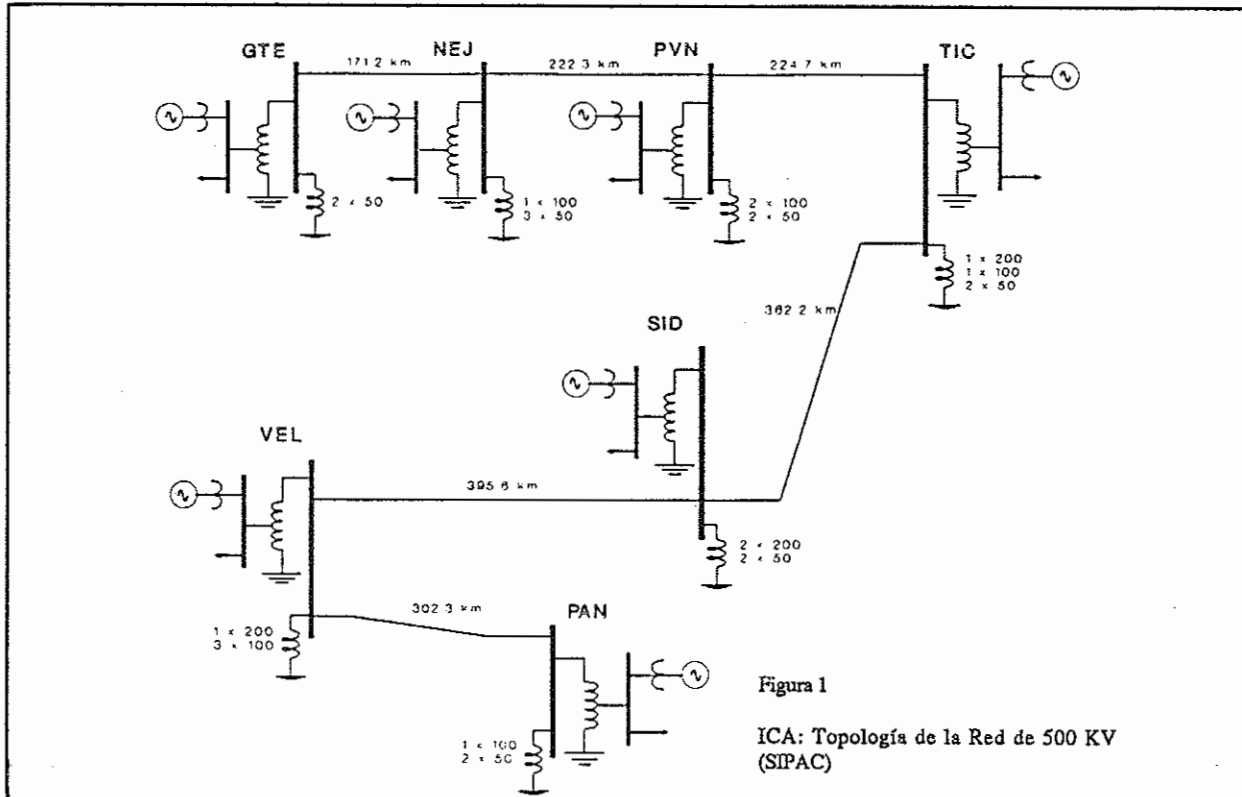 GTE
NEJ
PVN
TIC
171.2 km
222.3 km
224.7 km
2 x 50
1 x 100
3 x 50
2 x 100
2 x 50
1 x 200
1 x 100
2 x 50
362.2 km
SID
VEL
395.6 km
2 x 200
2 x 50
302.3 km
PAN
1 x 200
3 x 100
1 x 100
2 x 50
Figura 1
ICA: Topología de la Red de 500 KV
(SIPAC)